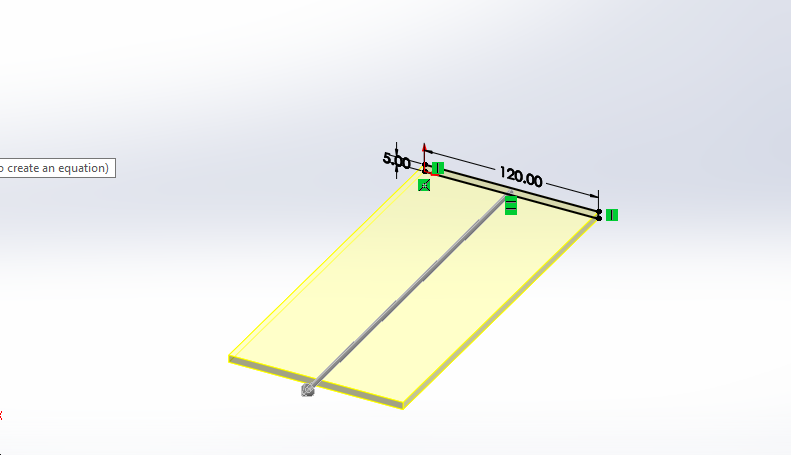 5.00
120.00
o create an equation)